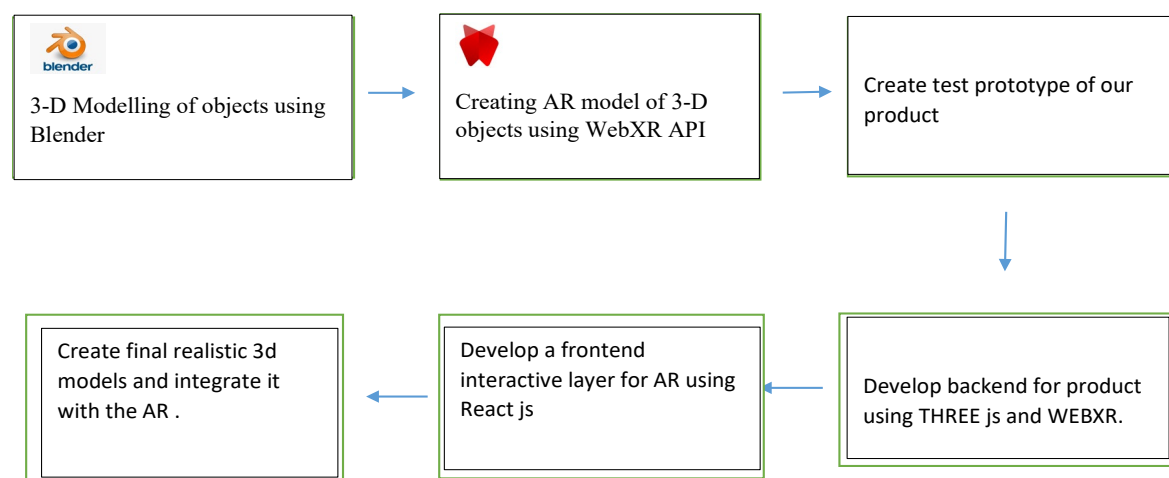 blender
3-D Modelling of objects using
Blender
Creating AR model of 3-D
objects using WebXR API
Create test prototype of our
product
Develop backend for product
using THREE js and WEBXR.
Develop a frontend
interactive layer for AR using
React js
Create final realistic 3d
models and integrate it
with the AR .